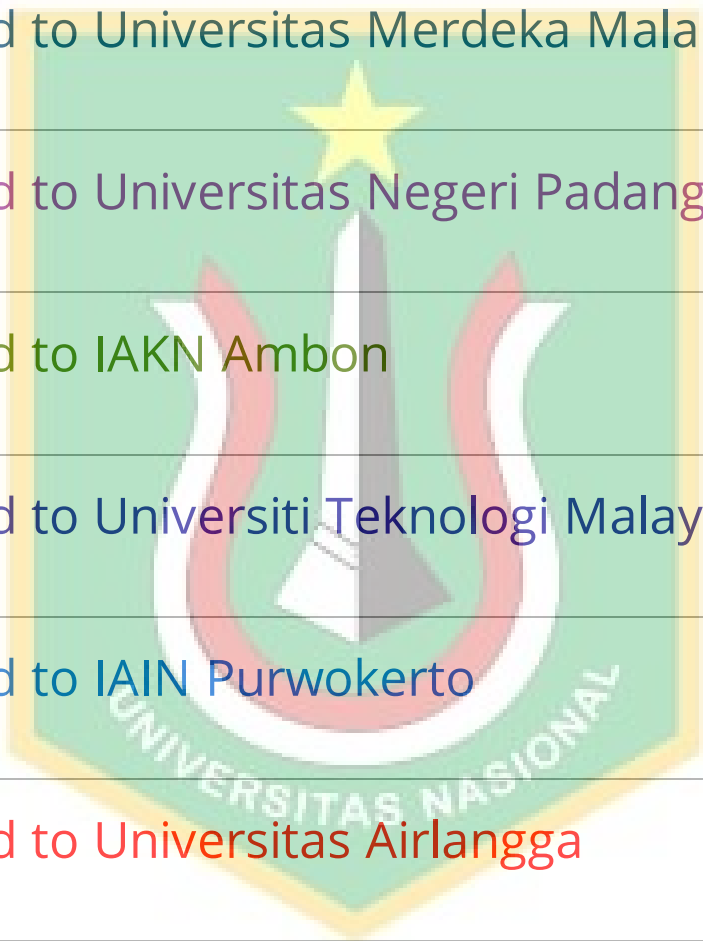 d to Universitas Merdeka Mala
d to Universitas Negeri Padang
d to IAKN Ambon
d to Universiti Teknologi Malay
d to IAIN Purwokerto
UNIVERSITAS NASIONAL
d to Universitas Airlangga